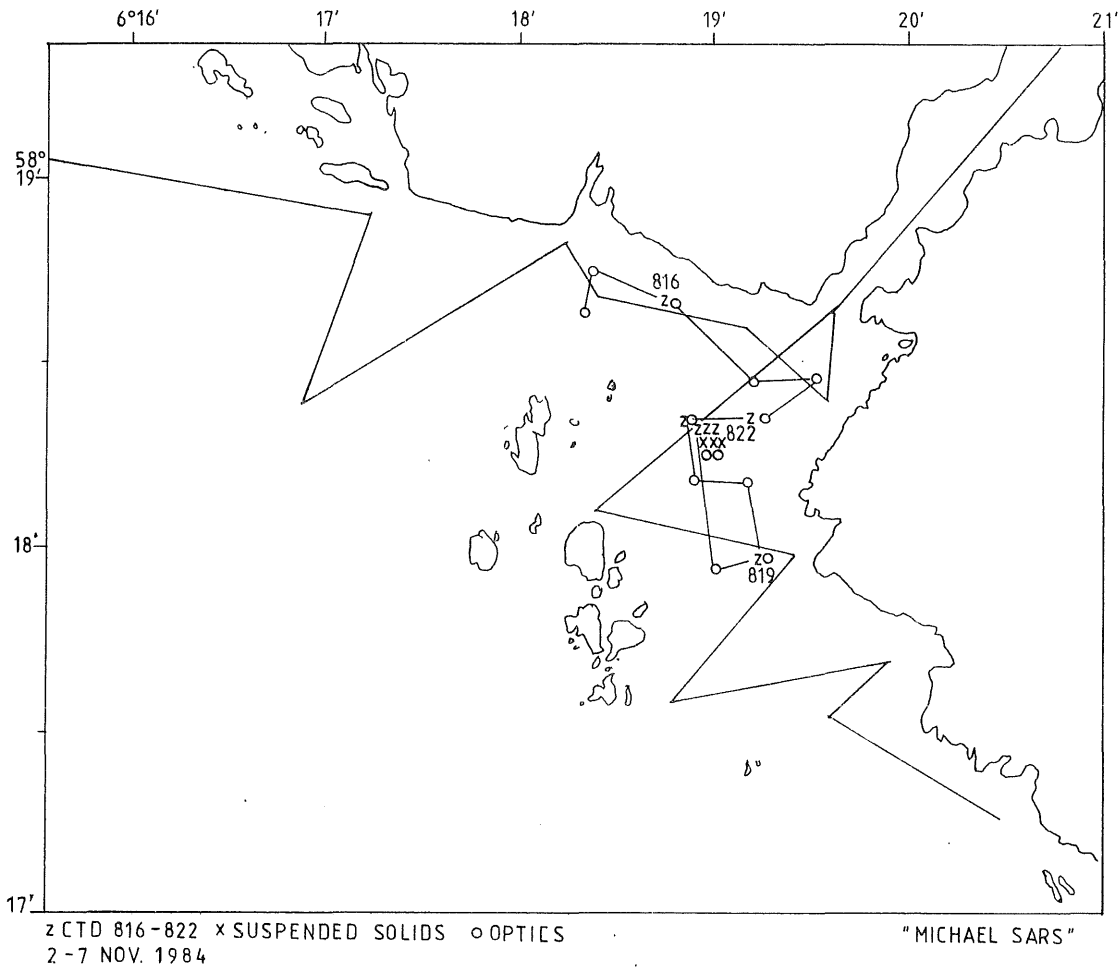 6°16' 17' 18' 19' 20' 21'
58°
19'
816
z
z z
zzz 822
xxx
18'
z
819
17'
z CTD 816-822 x SUSPENDED SOLIDS o OPTICS "MICHAEL SARS"
2-7 NOV. 1984